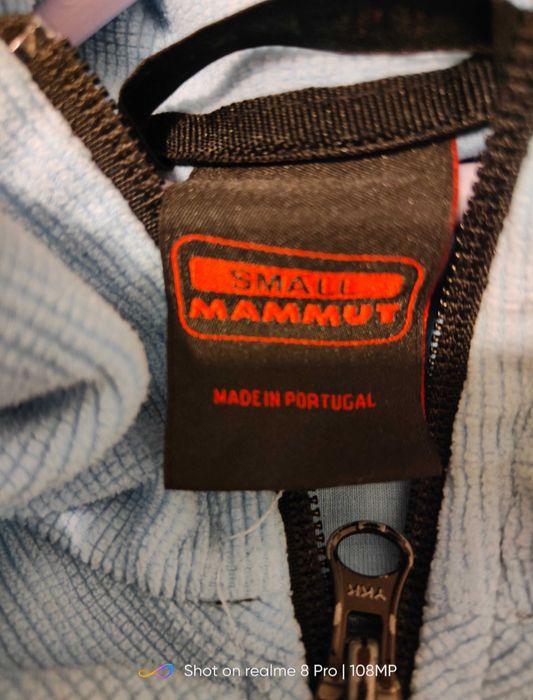 SMALL
MAMMUT
MADE IN PORTUGAL
YKK
Shot on realme 8 Pro | 108MP